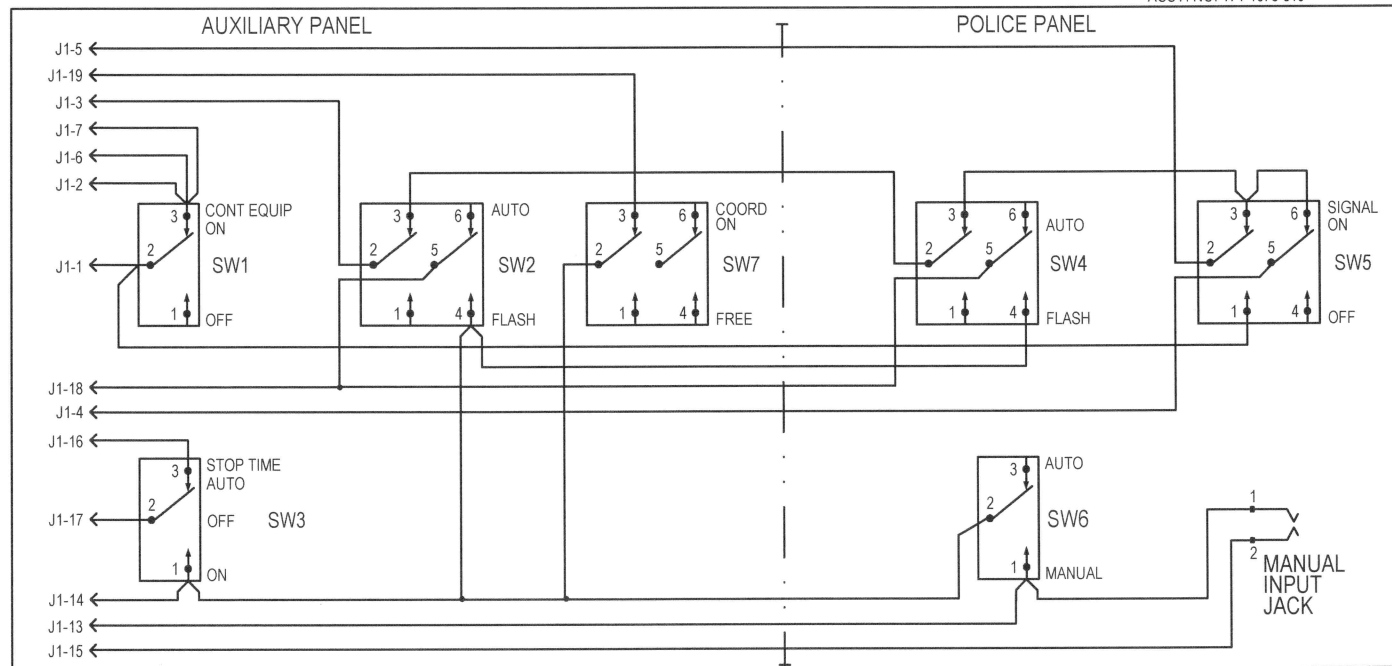 AUXILIARY PANEL
POLICE PANEL
J1-5
J1-19
J1-3
J1-7
J1-6
J1-2
J1-1
3
CONT EQUIP
ON
2
SW1
1
OFF
3
6
AUTO
2
5
SW2
1
4
FLASH
3
6
COORD
ON
2
5
SW7
1
4
FREE
3
6
AUTO
2
5
SW4
1
4
FLASH
3
6
SIGNAL
ON
2
5
SW5
1
4
OFF
J1-18
J1-4
J1-16
J1-17
3
STOP TIME
AUTO
2
OFF
SW3
1
ON
3
AUTO
2
SW6
1
MANUAL
1
2
MANUAL
INPUT
JACK
J1-14
J1-13
J1-15